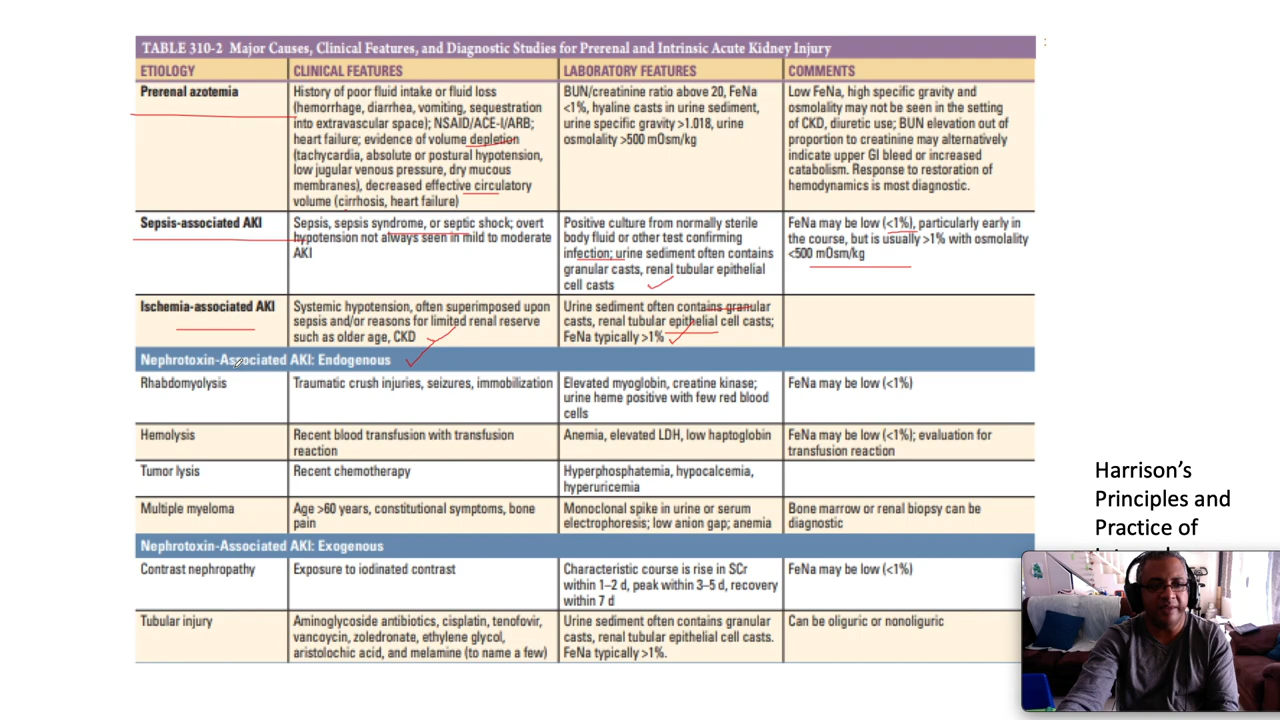 TABLE 310-2 Major Causes, Clinical Features, and Diagnostic Studies for Prerenal and Intrinsic Acute Kidney Injury
ETIOLOGY CLINICAL FEATURES LABORATORY FEATURES COMMENTS
Prerenal azotemia
History of poor fluid intake or fluid loss
(hemorrhage, diarrhea, vomiting, sequestration
into extravascular space); NSAID/ACE-I/ARB;
heart failure; evidence of volume depletion
(tachycardia, absolute or postural hypotension,
low jugular venous pressure, dry mucous
membranes), decreased effective circulatory
volume (cirrhosis, heart failure)
BUN/creatinine ratio above 20, FeNa
<1%, hyaline casts in urine sediment,
urine specific gravity >1.018, urine
osmolality >500 mOsm/kg
Low FeNa, high specific gravity and
osmolality may not be seen in the setting
of CKD, diuretic use; BUN elevation out of
proportion to creatinine may alternatively
indicate upper GI bleed or increased
catabolism. Response to restoration of
hemodynamics is most diagnostic.
Sepsis-associated AKI
Sepsis, sepsis syndrome, or septic shock; overt
hypotension not always seen in mild to moderate
AKI
Positive culture from normally sterile
body fluid or other test confirming
infection; urine sediment often contains
granular casts, renal tubular epithelial
cell casts
FeNa may be low (<1%), particularly early in
the course, but is usually >1% with osmolality
<500 mOsm/kg
Ischemia-associated AKI
Systemic hypotension, often superimposed upon
sepsis and/or reasons for limited renal reserve
such as older age, CKD
Urine sediment often contains granular
casts, renal tubular epithelial cell casts;
FeNa typically >1%
Nephrotoxin-Associated AKI: Endogenous
Rhabdomyolysis
Traumatic crush injuries, seizures, immobilization
Elevated myoglobin, creatine kinase;
urine heme positive with few red blood
cells
FeNa may be low (<1%)
Hemolysis
Recent blood transfusion with transfusion
reaction
Anemia, elevated LDH, low haptoglobin
FeNa may be low (<1%); evaluation for
transfusion reaction
Tumor lysis
Recent chemotherapy
Hyperphosphatemia, hypocalcemia,
hyperuricemia
Multiple myeloma
Age >60 years, constitutional symptoms, bone
pain
Monoclonal spike in urine or serum
electrophoresis; low anion gap; anemia
Bone marrow or renal biopsy can be
diagnostic
Nephrotoxin-Associated AKI: Exogenous
Contrast nephropathy
Exposure to iodinated contrast
Characteristic course is rise in SCr
within 1–2 d, peak within 3–5 d, recovery
within 7 d
FeNa may be low (<1%)
Tubular injury
Aminoglycoside antibiotics, cisplatin, tenofovir,
vancoycin, zoledronate, ethylene glycol,
aristolochic acid, and melamine (to name a few)
Urine sediment often contains granular
casts, renal tubular epithelial cell casts.
FeNa typically >1%.
Can be oliguric or nonoliguric
Harrison's
Principles and
Practice of